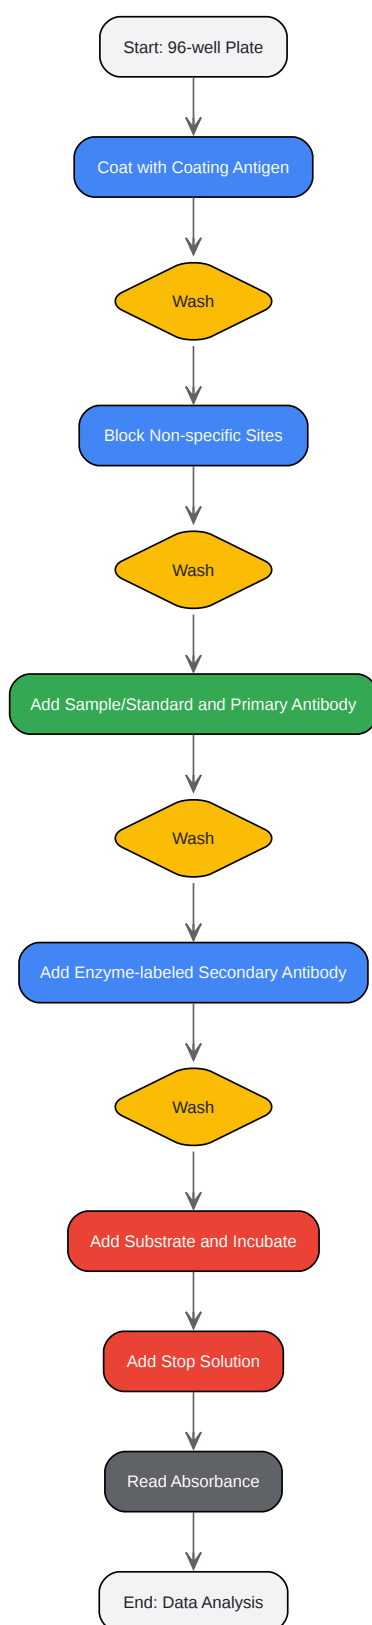 Start: 96-well Plate
Coat with Coating Antigen
Wash
Block Non-specific Sites
Wash
Add Sample/Standard and Primary Antibody
Wash
Add Enzyme-labeled Secondary Antibody
Wash
Add Substrate and Incubate
Add Stop Solution
Read Absorbance
End: Data Analysis